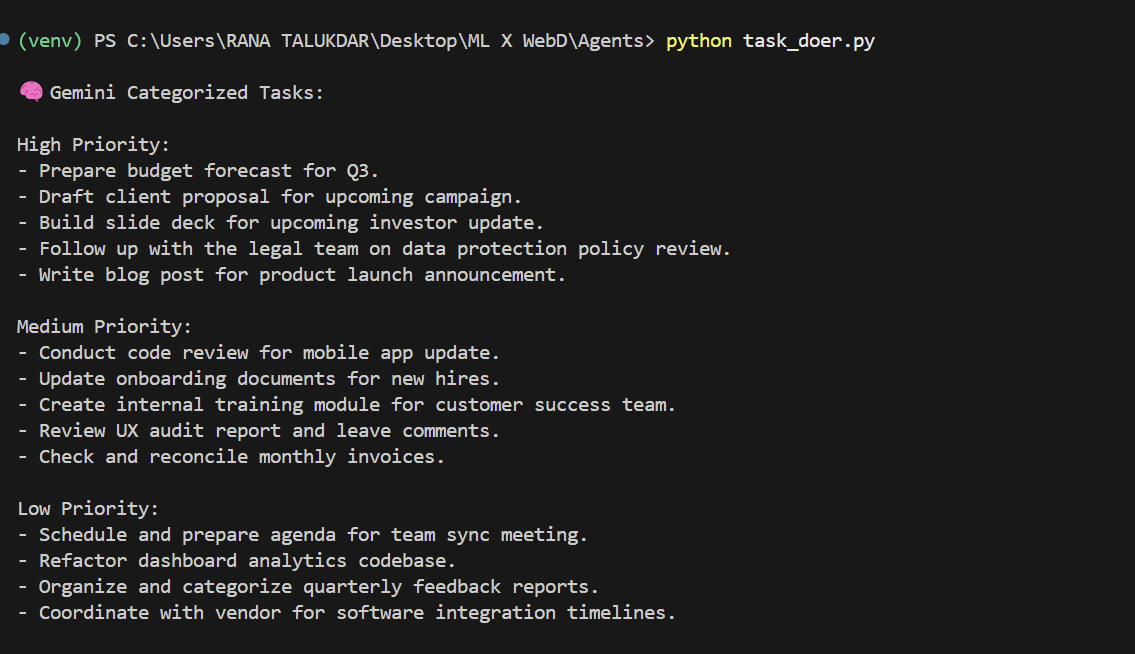 (venv) PS C:\Users\RANA TALUKDAR\Desktop\ML X WebD\Agents> python task_doer.py
🧠 Gemini Categorized Tasks:
High Priority:
- Prepare budget forecast for Q3.
- Draft client proposal for upcoming campaign.
- Build slide deck for upcoming investor update.
- Follow up with the legal team on data protection policy review.
- Write blog post for product launch announcement.
Medium Priority:
- Conduct code review for mobile app update.
- Update onboarding documents for new hires.
- Create internal training module for customer success team.
- Review UX audit report and leave comments.
- Check and reconcile monthly invoices.
Low Priority:
- Schedule and prepare agenda for team sync meeting.
- Refactor dashboard analytics codebase.
- Organize and categorize quarterly feedback reports.
- Coordinate with vendor for software integration timelines.